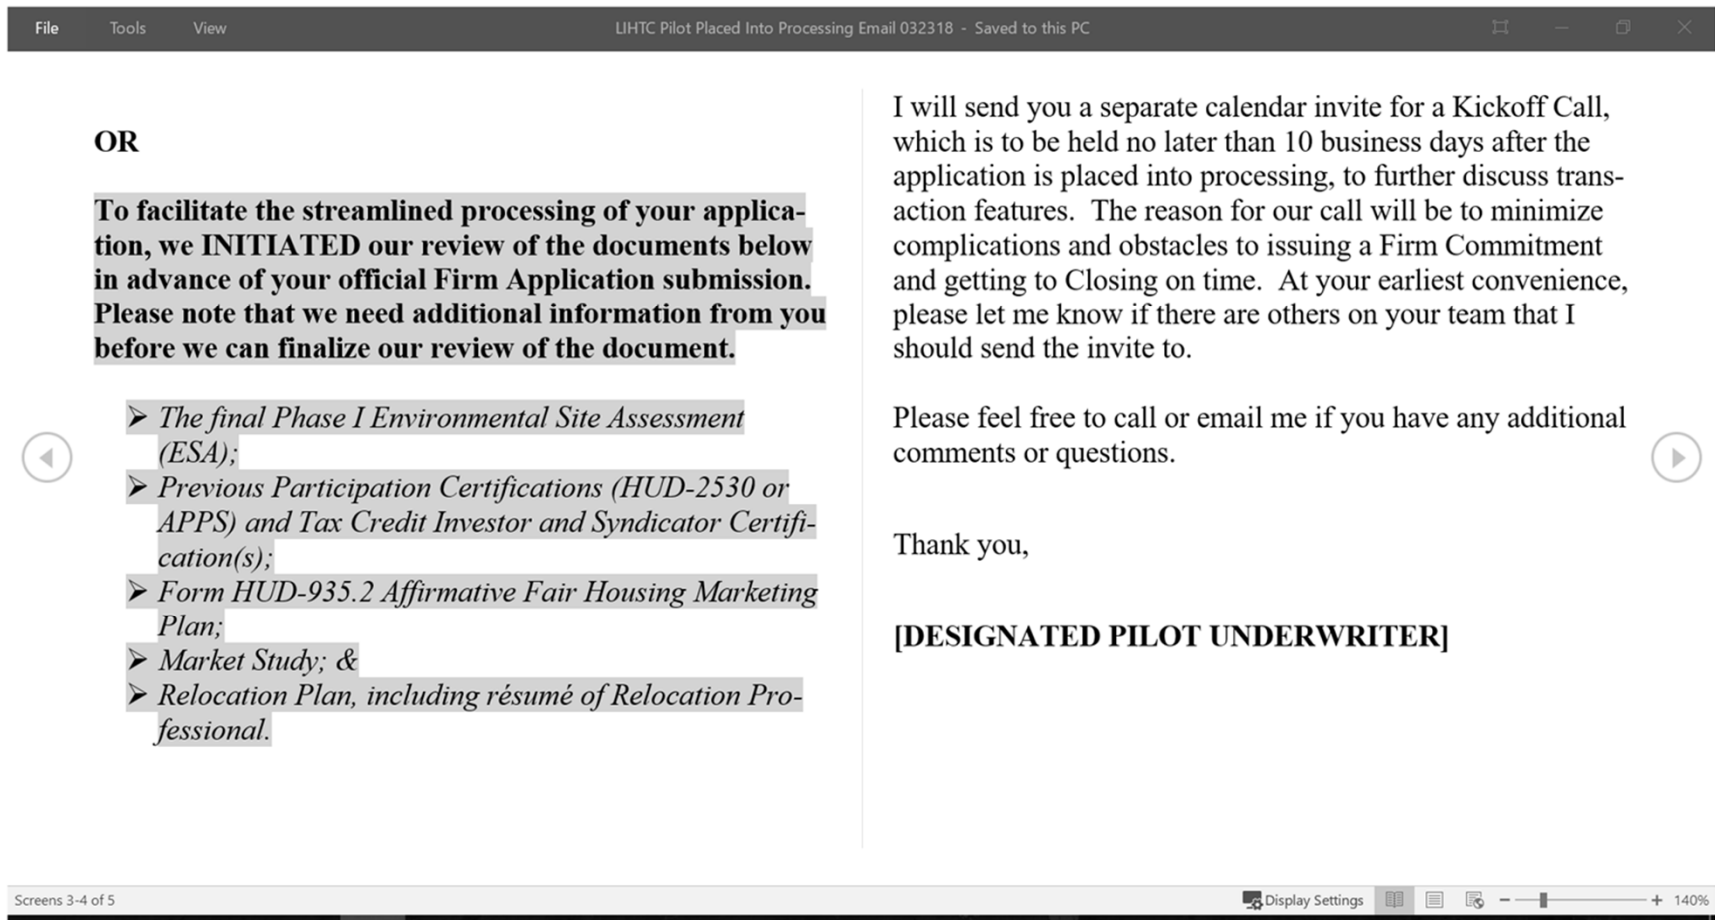 File Tools View LIHTC Pilot Placed Into Processing Email 032318 - Saved to this PC
OR
To facilitate the streamlined processing of your applica-
tion, we INITIATED our review of the documents below
in advance of your official Firm Application submission.
Please note that we need additional information from you
before we can finalize our review of the document.
➢ The final Phase I Environmental Site Assessment
(ESA);
➢ Previous Participation Certifications (HUD-2530 or
APPS) and Tax Credit Investor and Syndicator Certifi-
cation(s);
➢ Form HUD-935.2 Affirmative Fair Housing Marketing
Plan;
➢ Market Study; &
➢ Relocation Plan, including résumé of Relocation Pro-
fessional.
I will send you a separate calendar invite for a Kickoff Call,
which is to be held no later than 10 business days after the
application is placed into processing, to further discuss trans-
action features.  The reason for our call will be to minimize
complications and obstacles to issuing a Firm Commitment
and getting to Closing on time.  At your earliest convenience,
please let me know if there are others on your team that I
should send the invite to.
Please feel free to call or email me if you have any additional
comments or questions.
Thank you,
[DESIGNATED PILOT UNDERWRITER]
Screens 3-4 of 5 Display Settings 140%